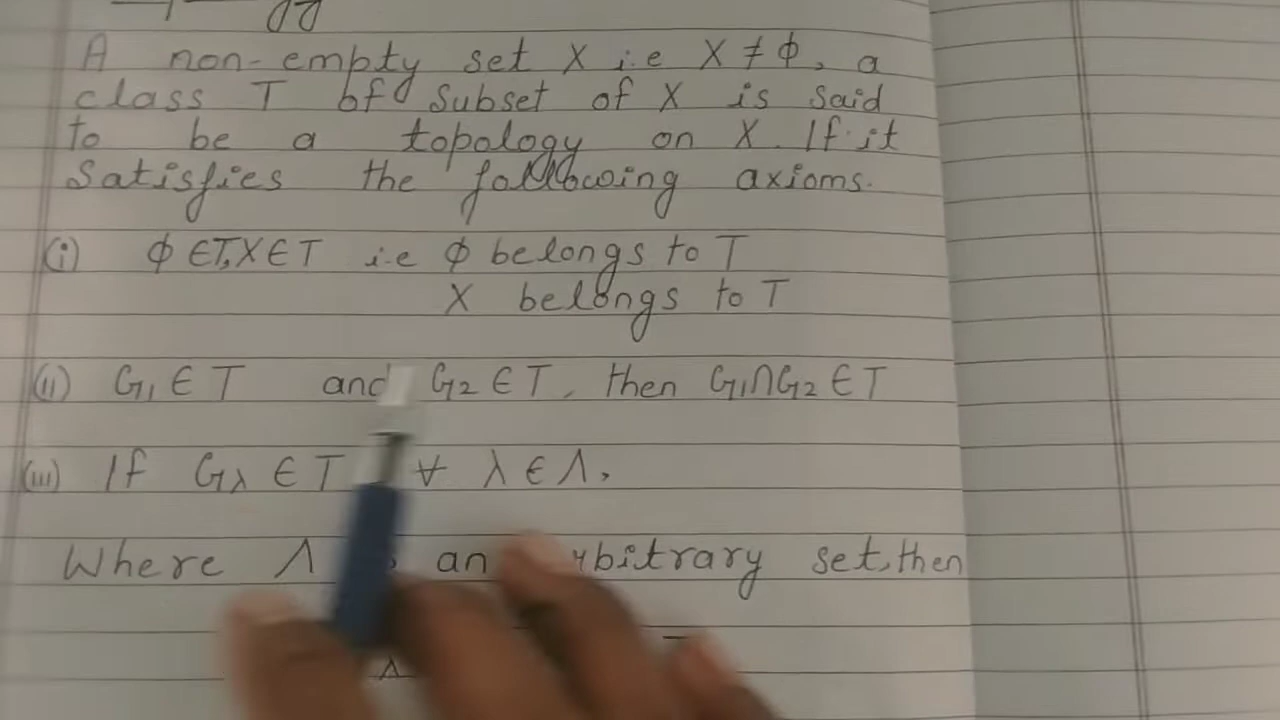 A non-empty set X i.e X ≠ ϕ, a
class T of subset of X is said
to be a topology on X. If it
Satisfies the following axioms.
(i) ϕ ∈ T, X ∈ T i.e ϕ belongs to T
X belongs to T
(ii) G₁ ∈ T and G₂ ∈ T, then G₁∩G₂ ∈ T
(iii) If Gλ ∈ T ∀ λ ∈ Λ,
Where Λ an set, then
Λ